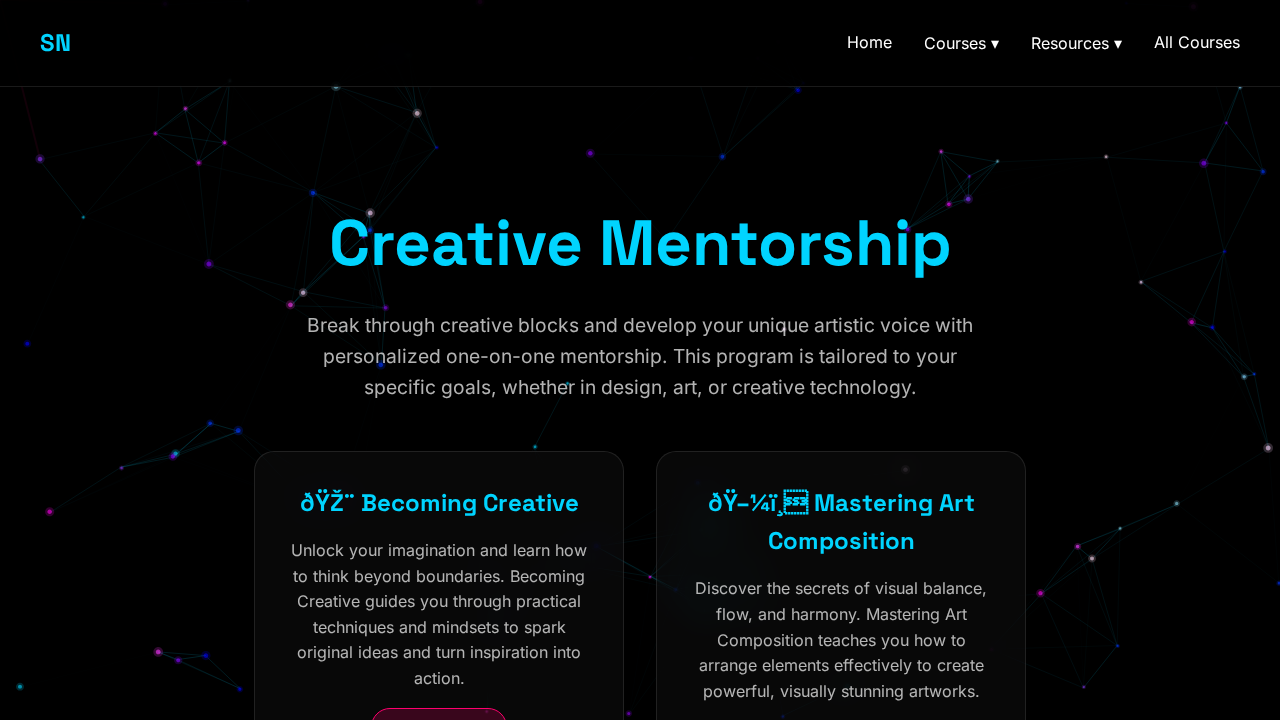 SN
Home
Courses ▾
Resources ▾
All Courses
Creative Mentorship
Break through creative blocks and develop your unique artistic voice with
personalized one-on-one mentorship. This program is tailored to your
specific goals, whether in design, art, or creative technology.
ðŸŽ¨ Becoming Creative
Unlock your imagination and learn how
to think beyond boundaries. Becoming
Creative guides you through practical
techniques and mindsets to spark
original ideas and turn inspiration into
action.
ðŸ–¼ï¸ Mastering Art
Composition
Discover the secrets of visual balance,
flow, and harmony. Mastering Art
Composition teaches you how to
arrange elements effectively to create
powerful, visually stunning artworks.